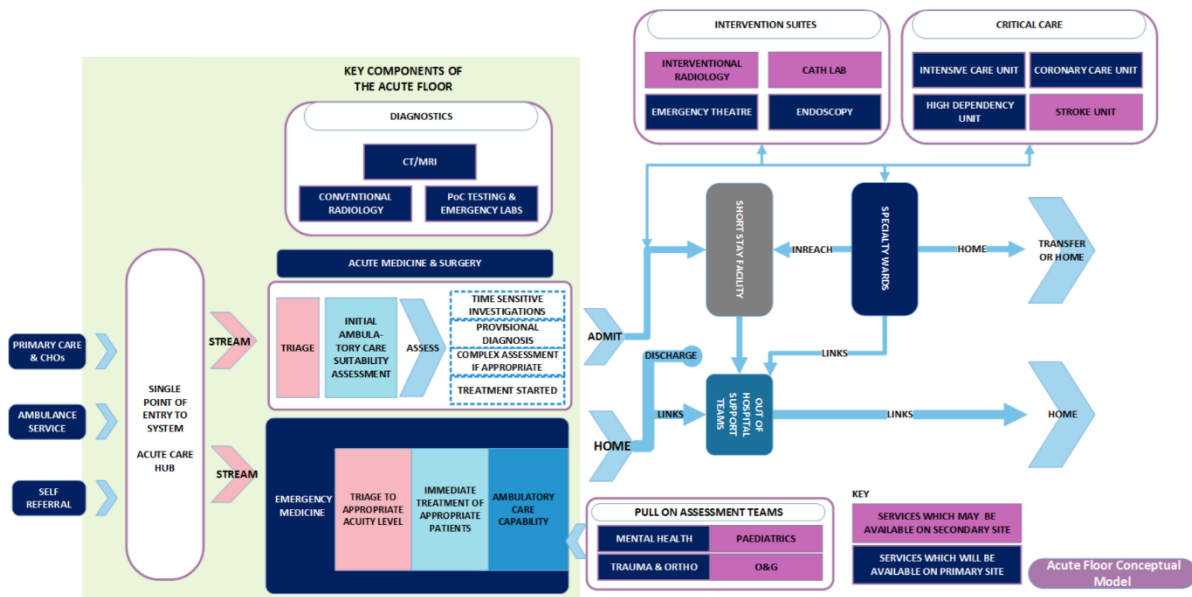 INTERVENTION SUITES
INTERVENTIONAL
RADIOLOGY
CATH LAB
EMERGENCY THEATRE
ENDOSCOPY
CRITICAL CARE
INTENSIVE CARE UNIT
CORONARY CARE UNIT
HIGH DEPENDENCY
UNIT
STROKE UNIT
KEY COMPONENTS OF
THE ACUTE FLOOR
DIAGNOSTICS
CT/MRI
CONVENTIONAL
RADIOLOGY
PoC TESTING &
EMERGENCY LABS
PRIMARY CARE
& CHOs
AMBULANCE
SERVICE
SELF
REFERRAL
SINGLE
POINT OF
ENTRY TO
SYSTEM
ACUTE CARE
HUB
STREAM
STREAM
ACUTE MEDICINE & SURGERY
TRIAGE
INITIAL
AMBULA-
TORY CARE
SUITABILITY
ASSESSMENT
ASSESS
TIME SENSITIVE
INVESTIGATIONS
PROVISIONAL
DIAGNOSIS
COMPLEX ASSESSMENT
IF APPROPRIATE
TREATMENT STARTED
EMERGENCY
MEDICINE
TRIAGE TO
APPROPRIATE
ACUITY LEVEL
IMMEDIATE
TREATMENT OF
APPROPRIATE
PATIENTS
AMBULATORY
CARE
CAPABILITY
ADMIT
DISCHARGE
HOME
LINKS
SHORT STAY FACILITY
INREACH
SPECIALTY WARDS
HOME
TRANSFER
OR HOME
LINKS
OUT OF
HOSPITAL
SUPPORT
TEAMS
LINKS
HOME
PULL ON ASSESSMENT TEAMS
MENTAL HEALTH
PAEDIATRICS
TRAUMA & ORTHO
O&G
KEY
SERVICES WHICH MAY BE
AVAILABLE ON SECONDARY SITE
SERVICES WHICH WILL BE
AVAILABLE ON PRIMARY SITE
Acute Floor Conceptual
Model